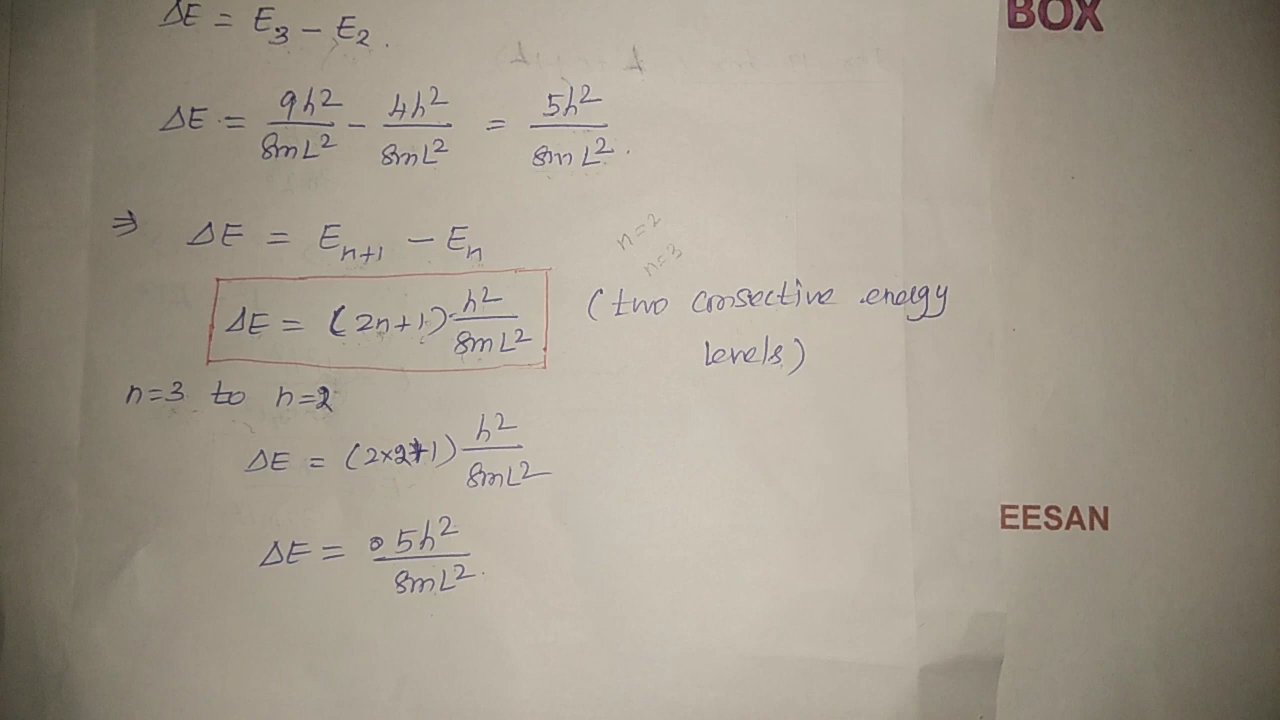 ΔE = E₃ − E₂.
BOX
ΔE = 9h²/8mL² − 4h²/8mL² = 5h²/8mL².
⇒ ΔE = Eₙ₊₁ − Eₙ
n=2
n=3
ΔE = (2n+1) h²/8mL² (two consective energy
levels)
n=3 to n=2
ΔE = (2×2+1) h²/8mL²
EESAN
ΔE = 5h²/8mL².